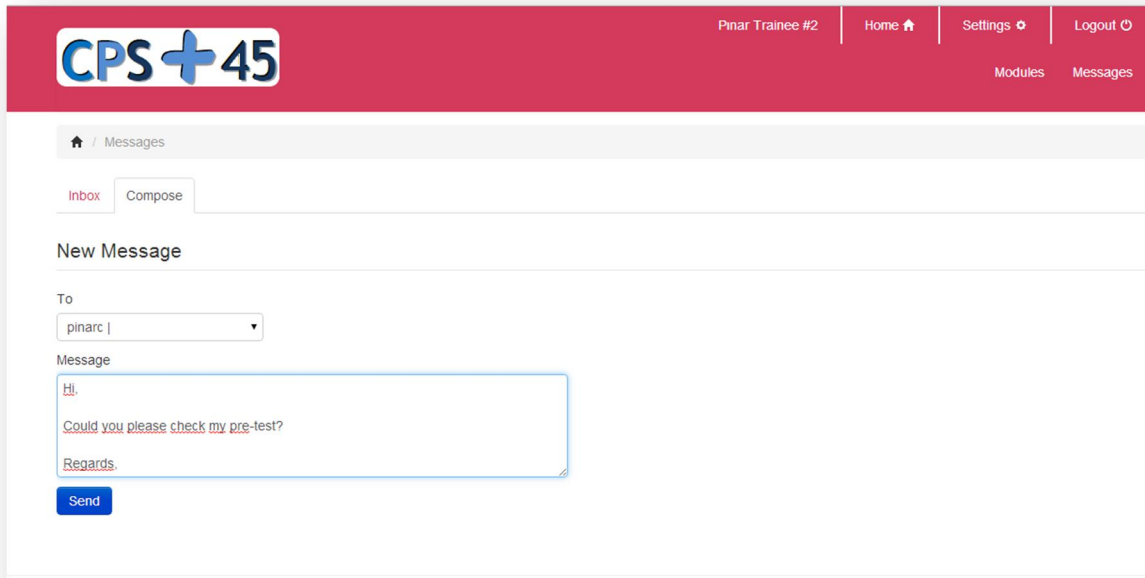 CPS+45
Pınar Trainee #2 Home Settings Logout
Modules Messages
/ Messages
Inbox Compose
New Message
To
pinarc |
Message
Hi,
Could you please check my pre-test?
Regards,
Send